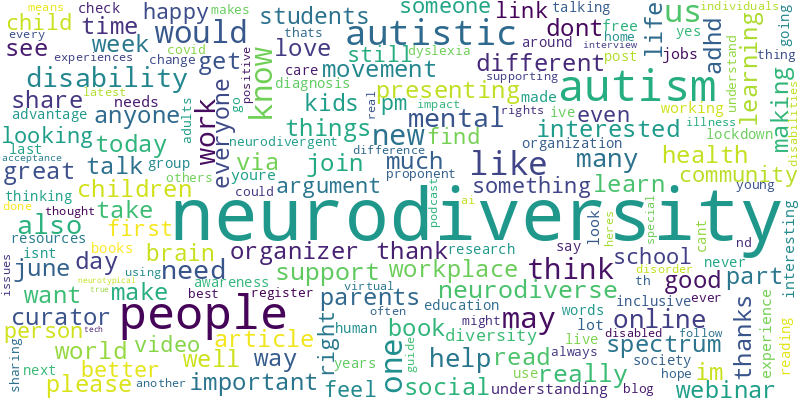 means check
child time happy
every
week
see
would
makes
covid
thats
students
love
experiences change positive
disability
get
know
someone link
autistic
dont
talking
around
still
dyslexia
movement different
care
diagnosis
presenting
us life
free
home
post
adhd
individuals
yes
jobs thing
going
interview
supporting
autism
understand
learning
making
latest
share needs
advantage anyone
adults
work
everyone
go
kids pm
real
things
mental
impact
rights made
new find
ive even
organization
interested
working
illness lockdown
disabilities
looking today
last
acceptance
great talk
group
neurodivergent
via join
difference
much like
proponent
many health
community
others youre
thinking children
could
argument
something learn
young
done
thought take
also first
neurodiversity
podcast
ai
look
heres
special
cant
nd
interesting
resources
isnt
books
brain organizer thank
research
say
school never
issues
june day need
using
neurotypical
true
awareness
support workplace think
disorder
good part
want make
best register
virtual
often
neurodiverse
th inclusive ever
curator people
tech
parents
human
education
book
guide
might
diversity
may
words
lot
online
disabled follow
person
article
right
one
live
always
spectrum
society
thanks
experience
reading
sharing
world video
well way
years
help read
use
really
im
hope
next
better
please
another
important
feel
social
understanding
blog
webinar